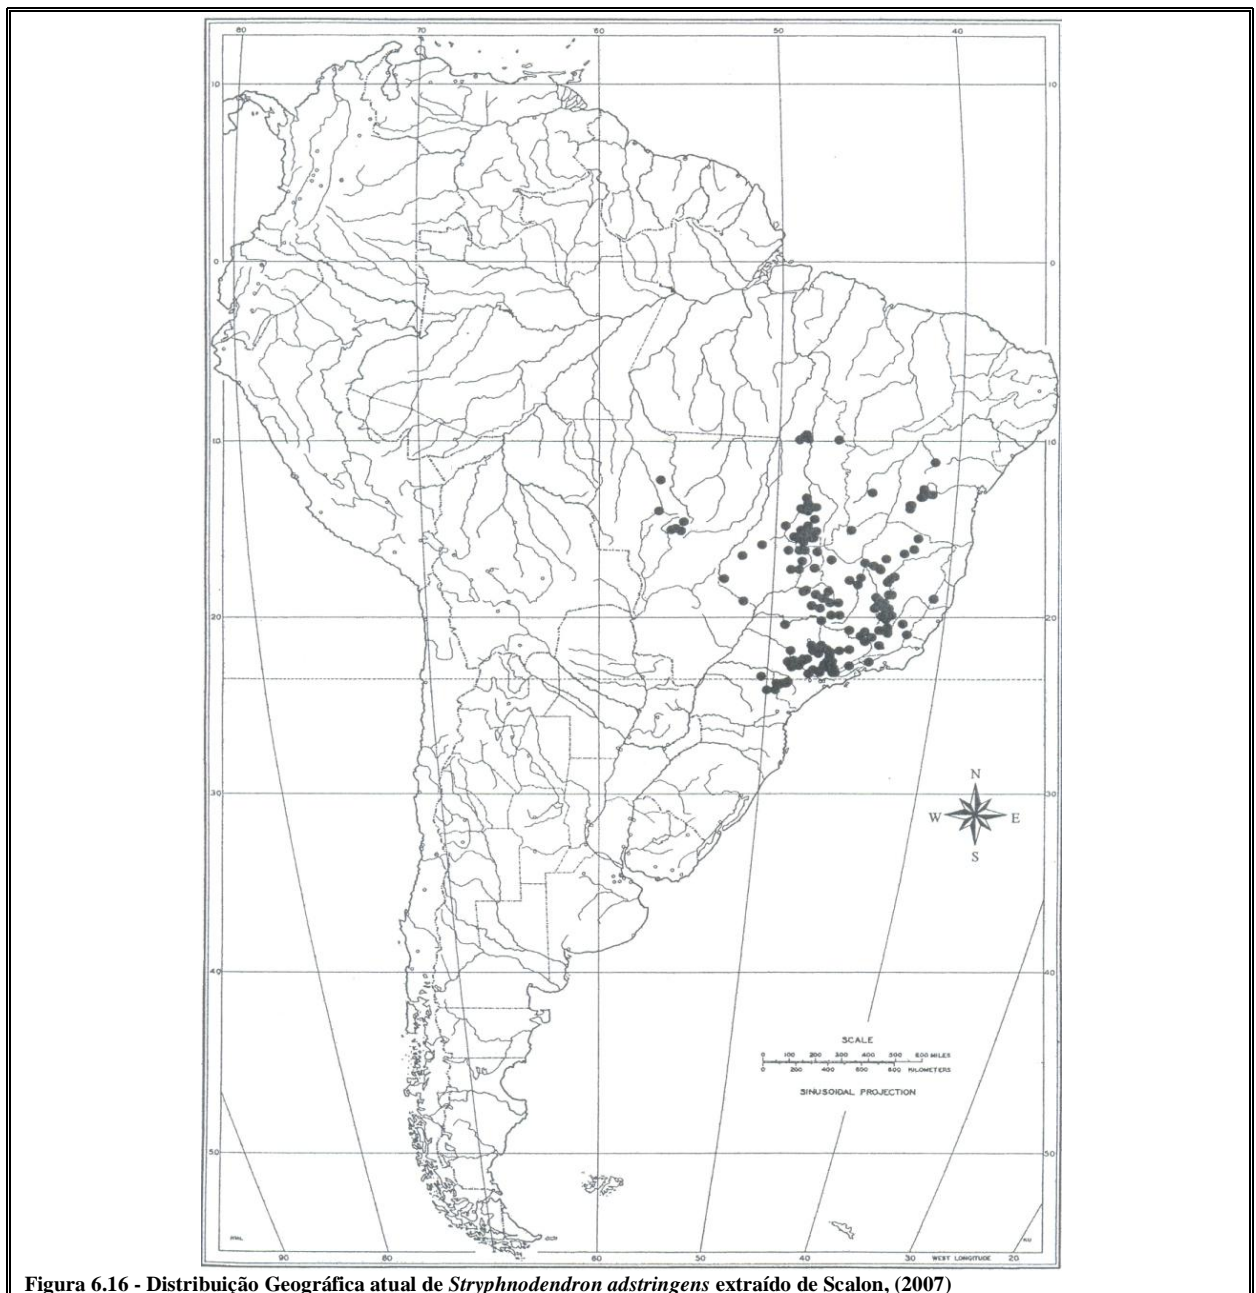 80 70 60 50 40
10 10
0 0
10 10
20 20
30 30
N
W E
S
40 40
SCALE
0 100 200 300 400 500 600 MILES
0 200 400 600 800 KILOMETERS
SINUSOIDAL PROJECTION
50 50
90 80 60 50 40 30 WEST LONGITUDE 20
Figura 6.16 - Distribuição Geográfica atual de Stryphnodendron adstringens extraído de Scalon, (2007)